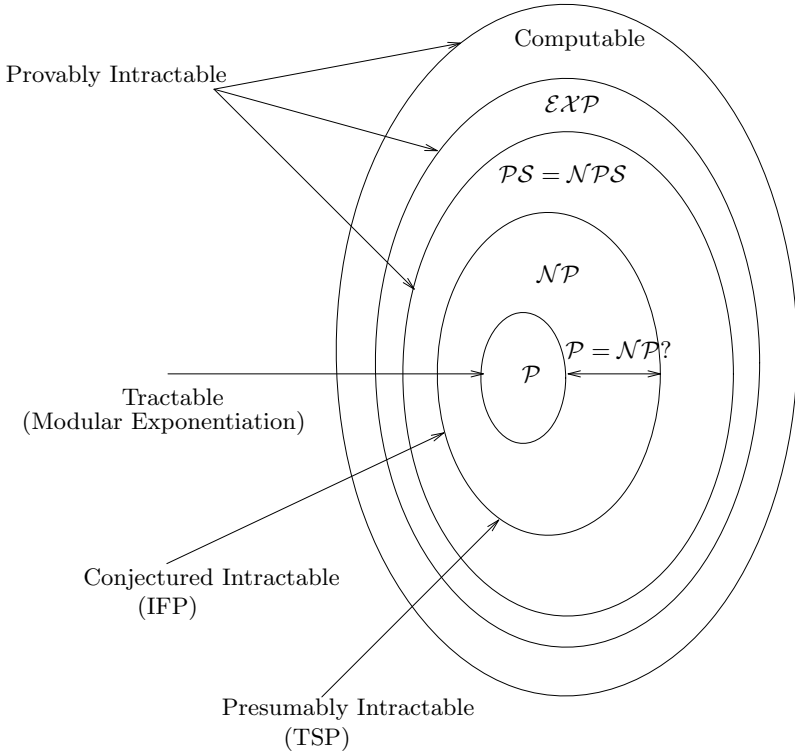 Computable
Provably Intractable
ℰ𝒳𝒫
𝒫𝒮 = 𝒩𝒫𝒮
𝒩𝒫
𝒫 = 𝒩𝒫?
𝒫
Tractable
(Modular Exponentiation)
Conjectured Intractable
(IFP)
Presumably Intractable
(TSP)